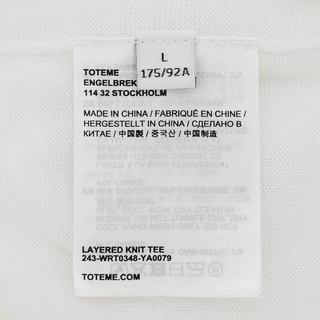 L
175/92A
TOTEME
ENGELBREK
114 32 STOCKHOLM
MADE IN CHINA / FABRIQUÉ EN CHINE /
HERGESTELLT IN CHINA / СДЕЛАНО В
КИТАЕ / 中国製 / 중국산 / 中国制造
LAYERED KNIT TEE
243-WRT0348-YA0079
TOTEME.COM